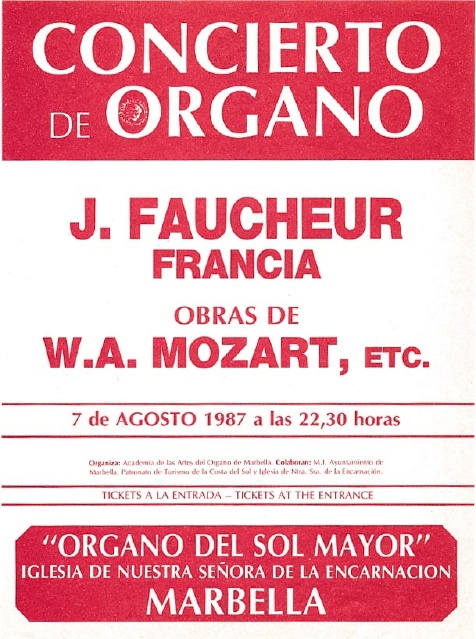 CONCIERTO
DE ORGANO
J. FAUCHEUR
FRANCIA
OBRAS DE
W.A. MOZART, ETC.
7 de AGOSTO 1987 a las 22,30 horas
Organiza: Academia de las Artes del Organo de Marbella. Colaboran: M.I. Ayuntamiento de
Marbella. Patronato de Turismo de la Costa del Sol y Iglesia de Ntra. Sra. de la Encarnación.
TICKETS A LA ENTRADA – TICKETS AT THE ENTRANCE
“ORGANO DEL SOL MAYOR”
IGLESIA DE NUESTRA SEÑORA DE LA ENCARNACION
MARBELLA